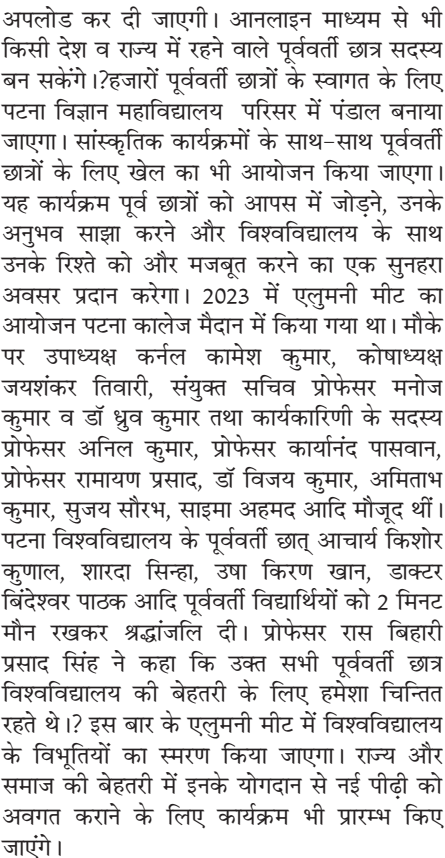 अपलोड कर दी जाएगी। आनलाइन माध्यम से भी
किसी देश व राज्य में रहने वाले पूर्ववर्ती छात्र सदस्य
बन सकेंगे।?हजारों पूर्ववर्ती छात्रों के स्वागत के लिए
पटना विज्ञान महाविद्यालय परिसर में पंडाल बनाया
जाएगा। सांस्कृतिक कार्यक्रमों के साथ-साथ पूर्ववर्ती
छात्रों के लिए खेल का भी आयोजन किया जाएगा।
यह कार्यक्रम पूर्व छात्रों को आपस में जोड़ने, उनके
अनुभव साझा करने और विश्वविद्यालय के साथ
उनके रिश्ते को और मजबूत करने का एक सुनहरा
अवसर प्रदान करेगा। 2023 में एलुमनी मीट का
आयोजन पटना कालेज मैदान में किया गया था। मौके
पर उपाध्यक्ष कर्नल कामेश कुमार, कोषाध्यक्ष
जयशंकर तिवारी, संयुक्त सचिव प्रोफेसर मनोज
कुमार व डॉ ध्रुव कुमार तथा कार्यकारिणी के सदस्य
प्रोफेसर अनिल कुमार, प्रोफेसर कार्यानंद पासवान,
प्रोफेसर रामायण प्रसाद, डॉ विजय कुमार, अमिताभ
कुमार, सुजय सौरभ, साइमा अहमद आदि मौजूद थीं।
पटना विश्वविद्यालय के पूर्ववर्ती छात् आचार्य किशोर
कुणाल, शारदा सिन्हा, उषा किरण खान, डाक्टर
बिंदेश्वर पाठक आदि पूर्ववर्ती विद्यार्थियों को 2 मिनट
मौन रखकर श्रद्धांजलि दी। प्रोफेसर रास बिहारी
प्रसाद सिंह ने कहा कि उक्त सभी पूर्ववर्ती छात्र
विश्वविद्यालय की बेहतरी के लिए हमेशा चिन्तित
रहते थे।? इस बार के एलुमनी मीट में विश्वविद्यालय
के विभूतियों का स्मरण किया जाएगा। राज्य और
समाज की बेहतरी में इनके योगदान से नई पीढ़ी को
अवगत कराने के लिए कार्यक्रम भी प्रारम्भ किए
जाएंगे।